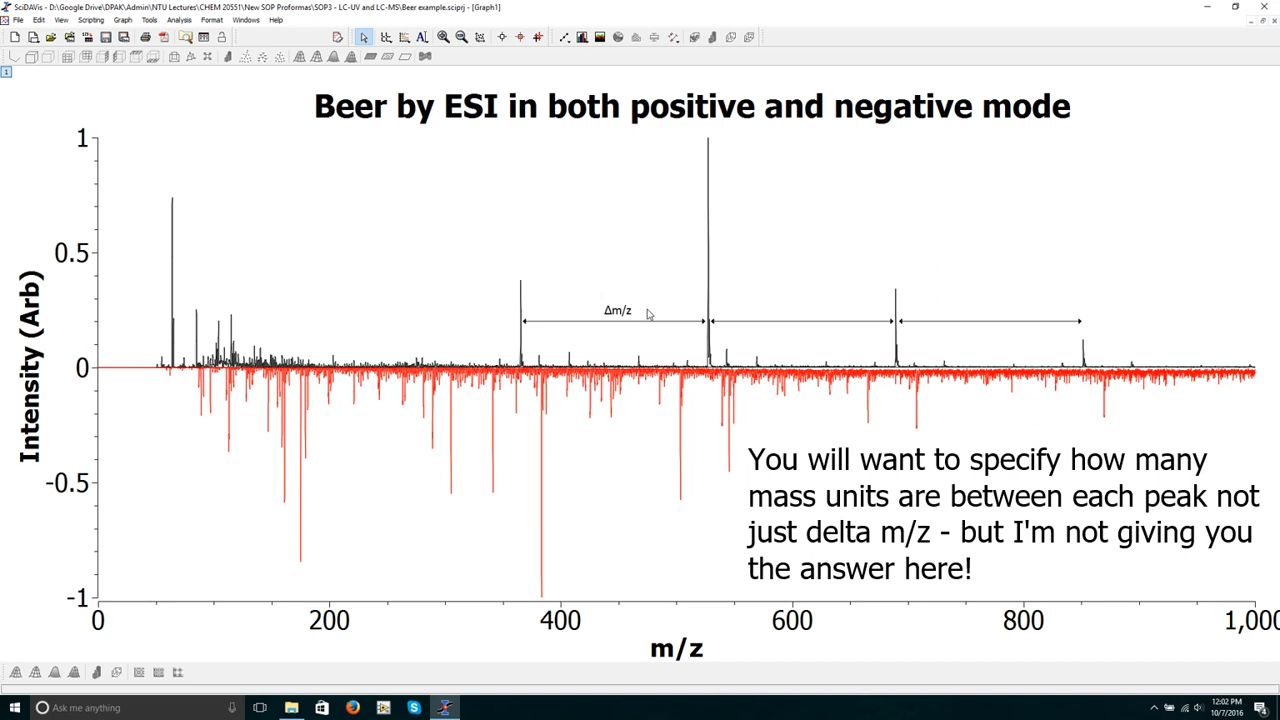 SciDAVis - D:\Google Drive\DPAK\Admin\NTU Lectures\CHEM 20551\New SOP Proformas\SOP3 - LC-UV and LC-MS\Beer example.sciprj - [Graph1]
File Edit View Scripting Graph Tools Analysis Format Windows Help
1
Beer by ESI in both positive and negative mode
1
0.5
0
-0.5
-1
Intensity (Arb)
Δm/z
You will want to specify how many
mass units are between each peak not
just delta m/z - but I'm not giving you
the answer here!
0 200 400 600 800 1,000
m/z
Ask me anything
12:02 PM
10/7/2016
4